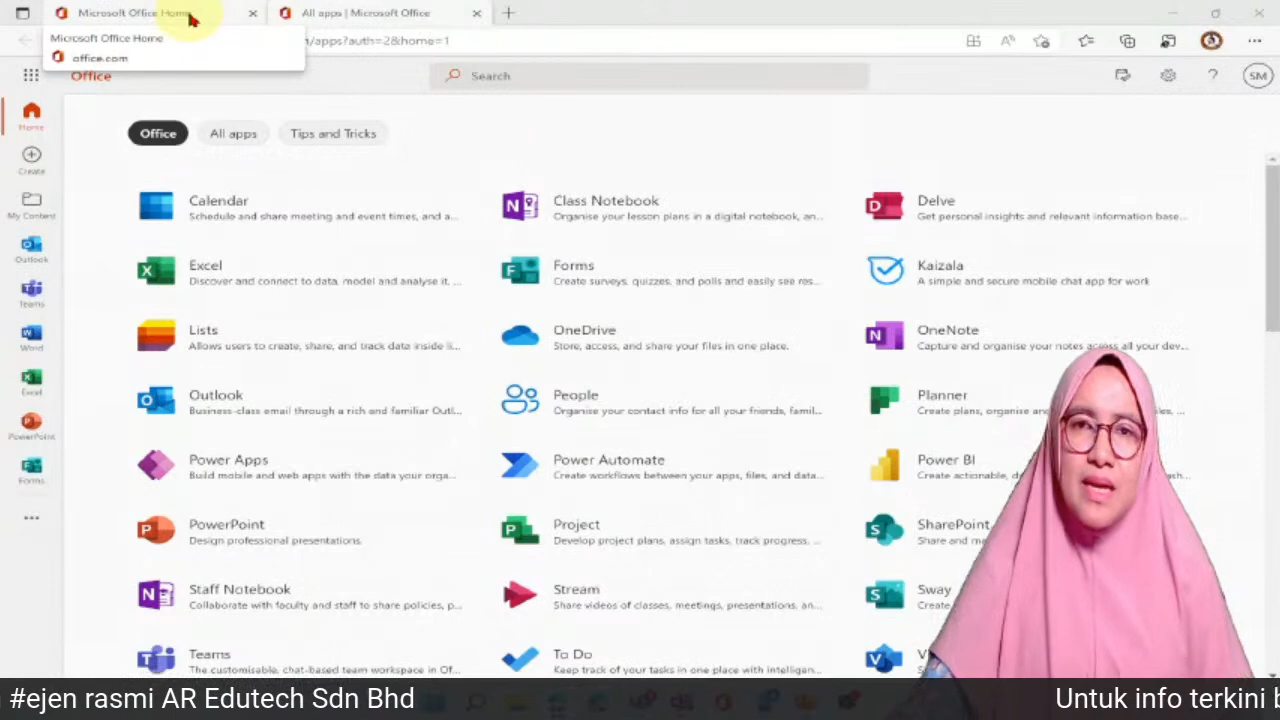 Microsoft Office Home
All apps | Microsoft Office
Microsoft Office Home
office.com
/apps?auth=2&home=1
Office
Search
SM
Home
Create
My Content
Outlook
Teams
Word
Excel
PowerPoint
Forms
Office
All apps
Tips and Tricks
Calendar
Schedule and share meeting and event times, and a...
Class Notebook
Organise your lesson plans in a digital notebook, an...
Delve
Get personal insights and relevant information base...
Excel
Discover and connect to data, model and analyse it, ...
Forms
Create surveys, quizzes, and polls and easily see res...
Kaizala
A simple and secure mobile chat app for work
Lists
Allows users to create, share, and track data inside li...
OneDrive
Store, access, and share your files in one place.
OneNote
Capture and organise your notes across all your dev...
Outlook
Business-class email through a rich and familiar Outl...
People
Organise your contact info for all your friends, famil...
Planner
Create plans, organise and
Power Apps
Build mobile and web apps with the data your orga...
Power Automate
Create workflows between your apps, files, and data...
Power BI
Create actionable,
PowerPoint
Design professional presentations.
Project
Develop project plans, assign tasks, track progress, ...
SharePoint
Share and
Staff Notebook
Collaborate with faculty and staff to share policies, p...
Stream
Share videos of classes, meetings, presentations, an...
Sway
Create
Teams
The customisable, chat-based team workspace in Of...
To Do
Keep track of your tasks in one place with intelligen...
#ejen rasmi AR Edutech Sdn Bhd
Untuk info terkini